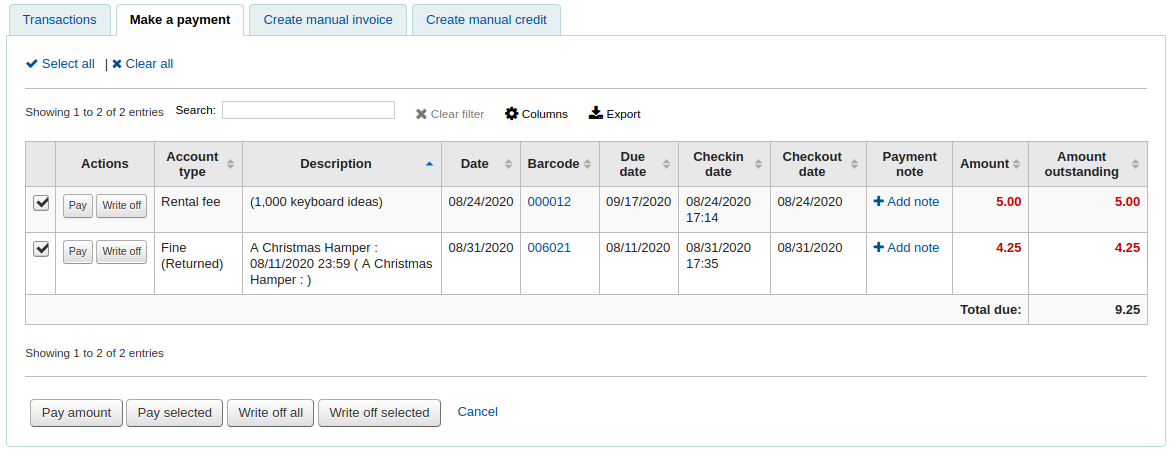 Transactions Make a payment Create manual invoice Create manual credit
Select all | Clear all
Showing 1 to 2 of 2 entries Search: Clear filter Columns Export
Actions Account type Description Date Barcode Due date Checkin date Checkout date Payment note Amount Amount outstanding
Pay Write off Rental fee (1,000 keyboard ideas) 08/24/2020 000012 09/17/2020 08/24/2020 17:14 08/24/2020 Add note 5.00 5.00
Pay Write off Fine (Returned) A Christmas Hamper : 08/11/2020 23:59 ( A Christmas Hamper : ) 08/31/2020 006021 08/11/2020 08/31/2020 17:35 08/31/2020 Add note 4.25 4.25
Total due: 9.25
Showing 1 to 2 of 2 entries
Pay amount Pay selected Write off all Write off selected Cancel